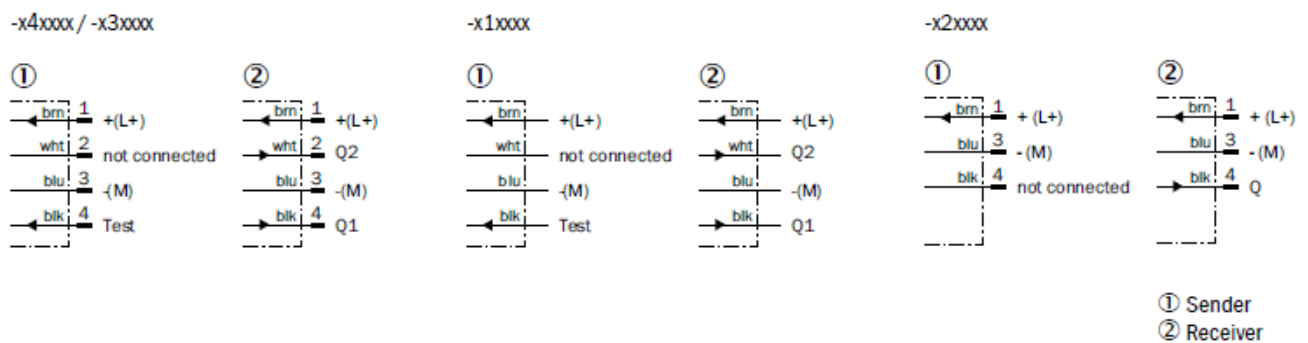 -x4xxxx / -x3xxxx
① ②
brn 1 +(L+) brn 1 +(L+)
wht 2 not connected wht 2 Q2
blu 3 -(M) blu 3 -(M)
blk 4 Test blk 4 Q1
-x1xxxx
① ②
brn +(L+) brn +(L+)
wht not connected wht Q2
blu -(M) blu -(M)
blk Test blk Q1
-x2xxxx
① ②
brn 1 + (L+) brn 1 + (L+)
blu 3 - (M) blu 3 - (M)
blk 4 not connected blk 4 Q
① Sender
② Receiver